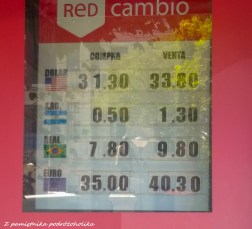 RED cambio
COMPRA VENTA
DOLAR 31.30 33.80
0.50 1.30
REAL 7.80 9.80
EURO 35.00 40.30
Z pamiętnika podróżoholika